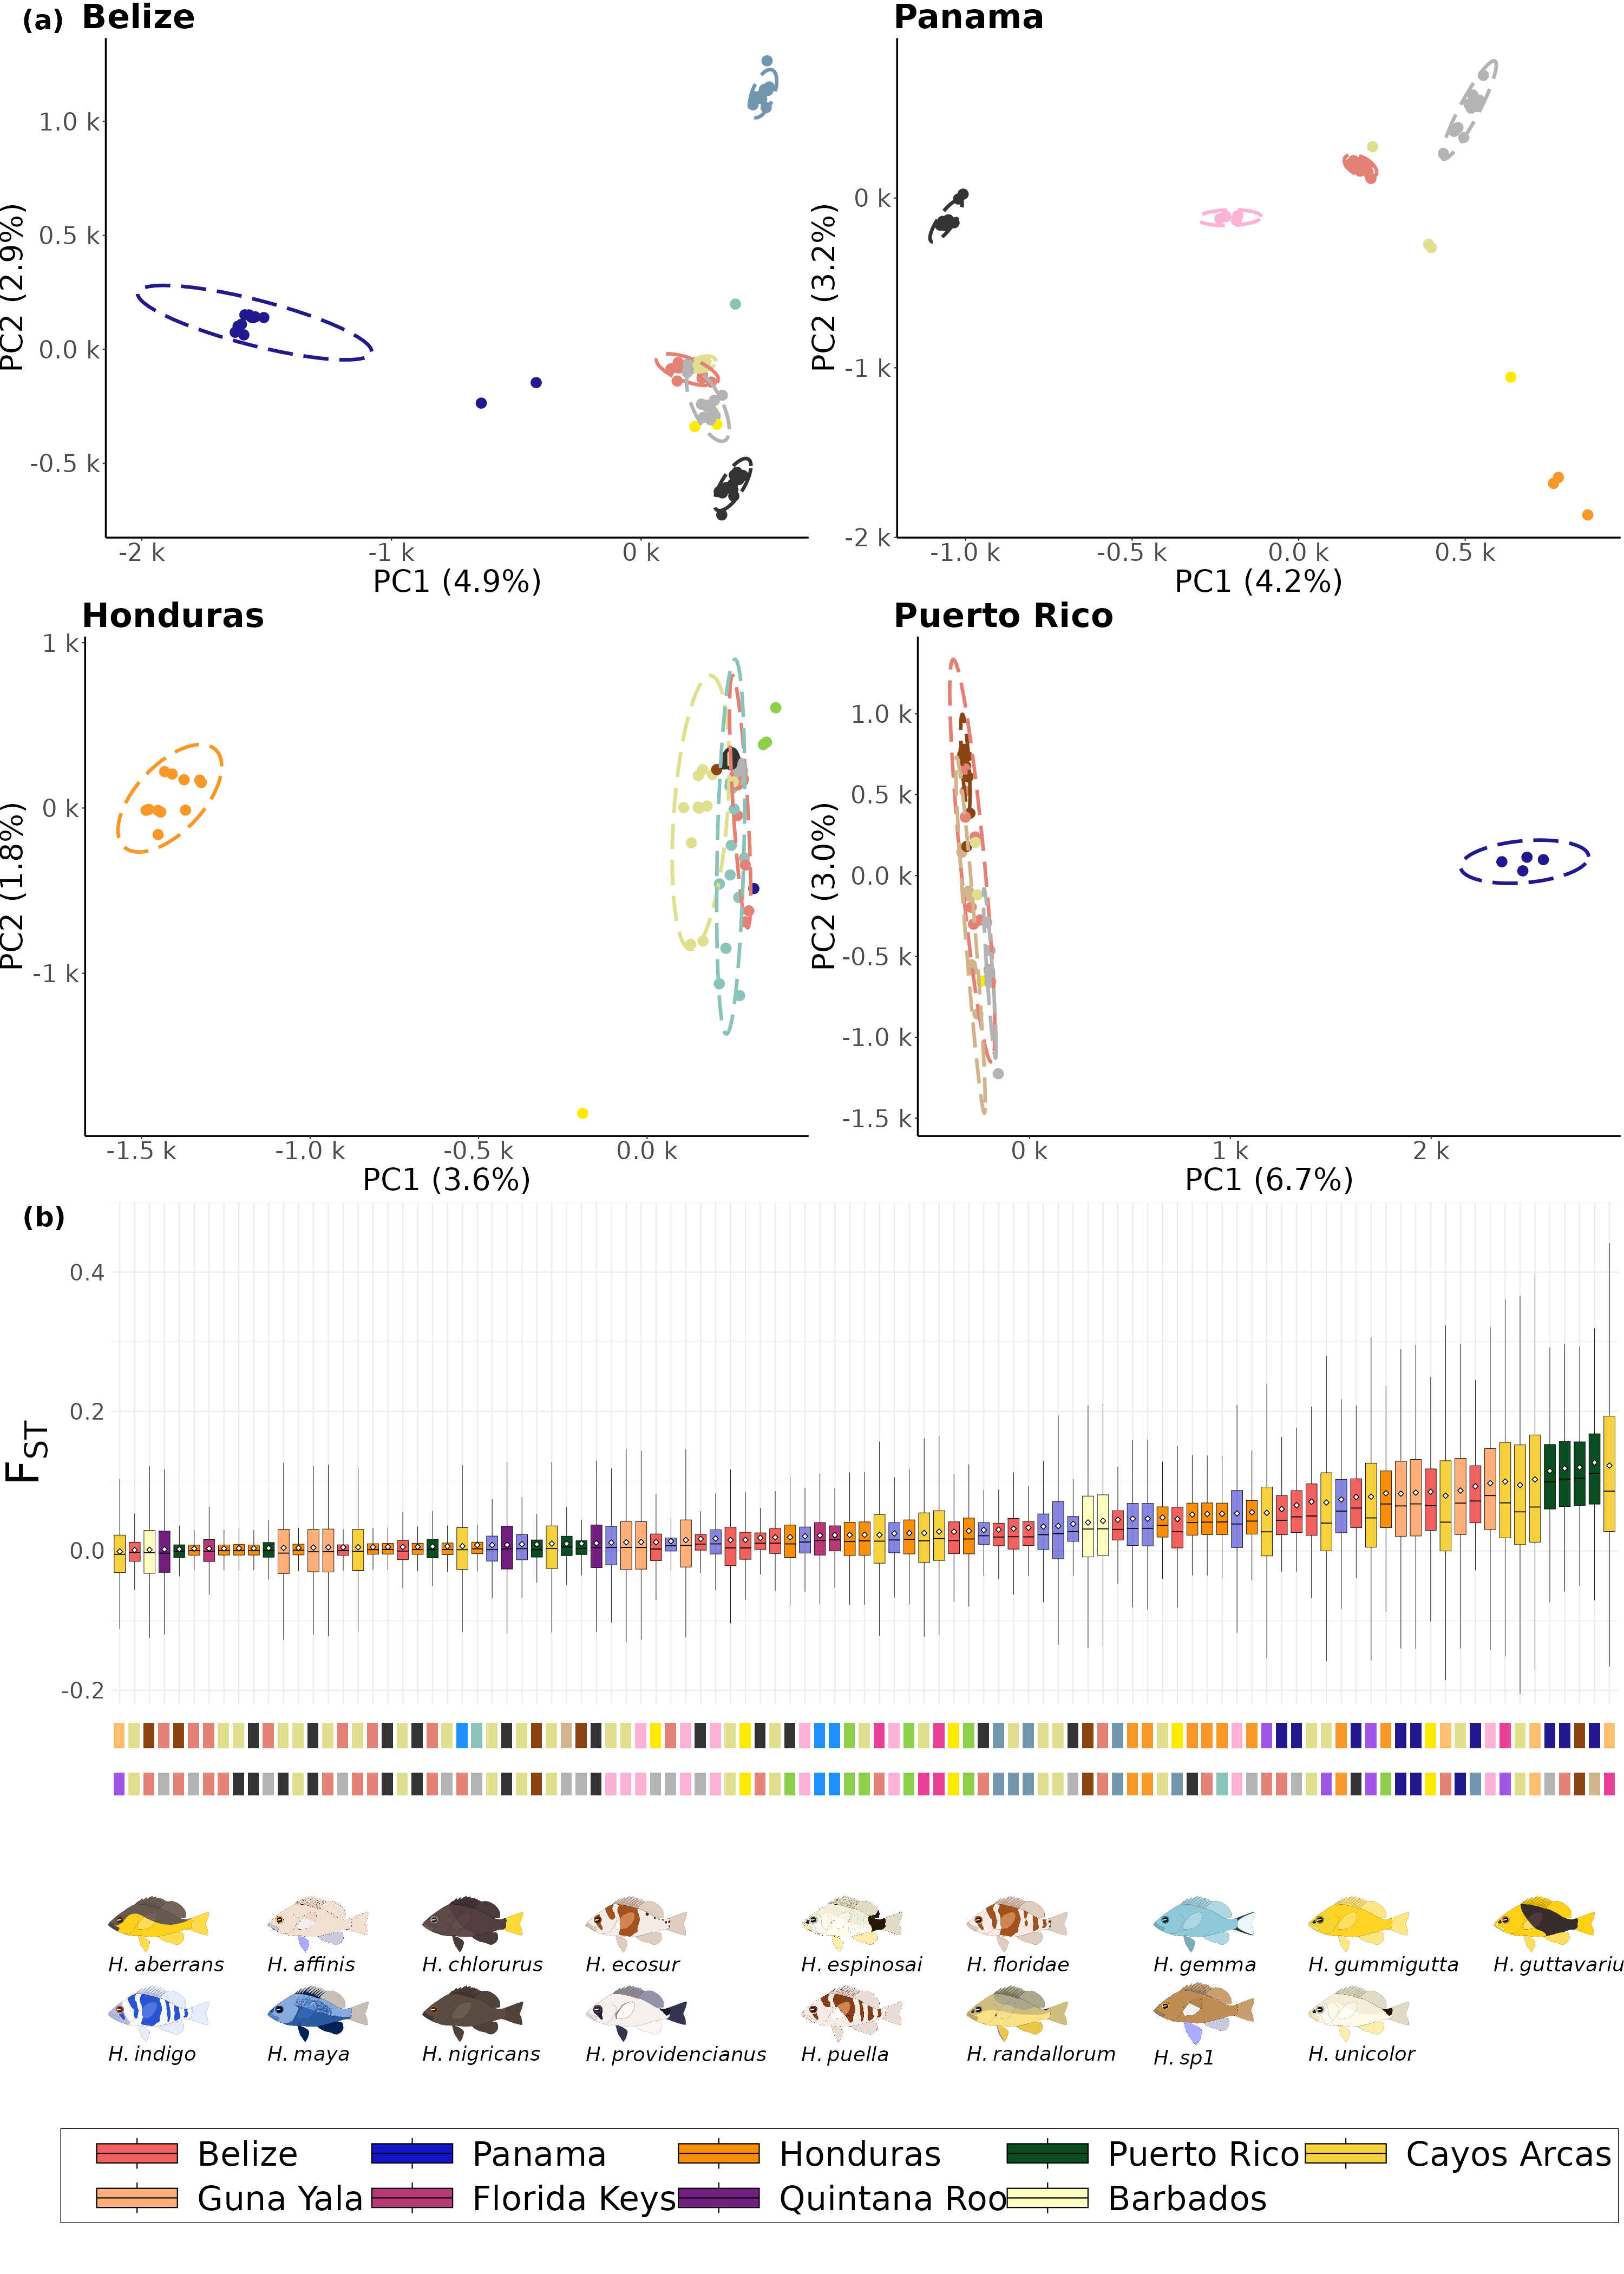 (a) Belize
Panama
PC2 (2.9%)
1.0 k
0.5 k
0.0 k
-0.5 k
-2 k
-1 k
0 k
PC1 (4.9%)
PC2 (3.2%)
0 k
-1 k
-2 k
-1.0 k
-0.5 k
0.0 k
0.5 k
PC1 (4.2%)
Honduras
Puerto Rico
PC2 (1.8%)
1 k
0 k
-1 k
-1.5 k
-1.0 k
-0.5 k
0.0 k
PC1 (3.6%)
PC2 (3.0%)
1.0 k
0.5 k
0.0 k
-0.5 k
-1.0 k
-1.5 k
0 k
1 k
2 k
PC1 (6.7%)
(b)
FST
0.4
0.2
0.0
-0.2
H. aberrans
H. affinis
H. chlorurus
H. ecosur
H. espinosai
H. floridae
H. gemma
H. gummigutta
H. guttavariu
H. indigo
H. maya
H. nigricans
H. providencianus
H. puella
H. randallorum
H. sp1
H. unicolor
Belize
Panama
Honduras
Puerto Rico
Cayos Arcas
Guna Yala
Florida Keys
Quintana Roo
Barbados